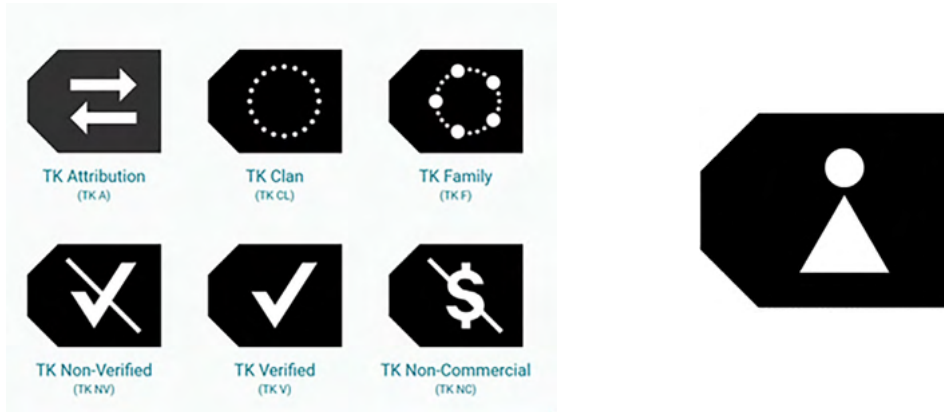 TK Attribution
(TK A)
TK Clan
(TK CL)
TK Family
(TK F)
TK Non-Verified
(TK NV)
TK Verified
(TK V)
TK Non-Commercial
(TK NC)